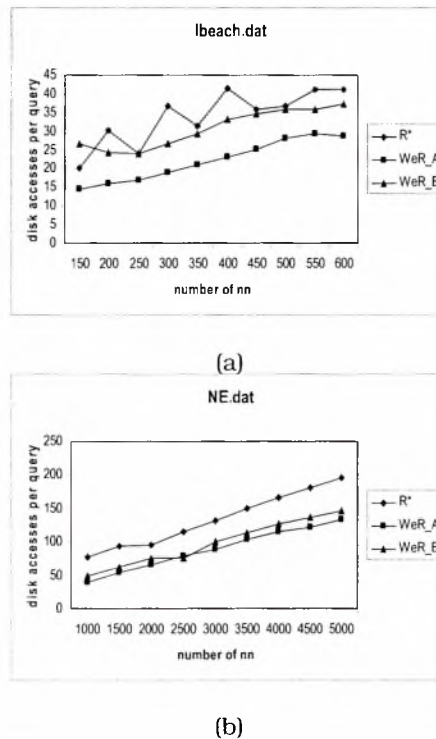 lbeach.dat
disk accesses per query
45
40
35
30
25
20
15
10
5
0
150 200 250 300 350 400 450 500 550 600
number of nn
R*
WeR_A
WeR_B
(a)
NE.dat
disk accesses per query
250
200
150
100
50
0
1000 1500 2000 2500 3000 3500 4000 4500 5000
number of nn
R*
WeR_A
(b)